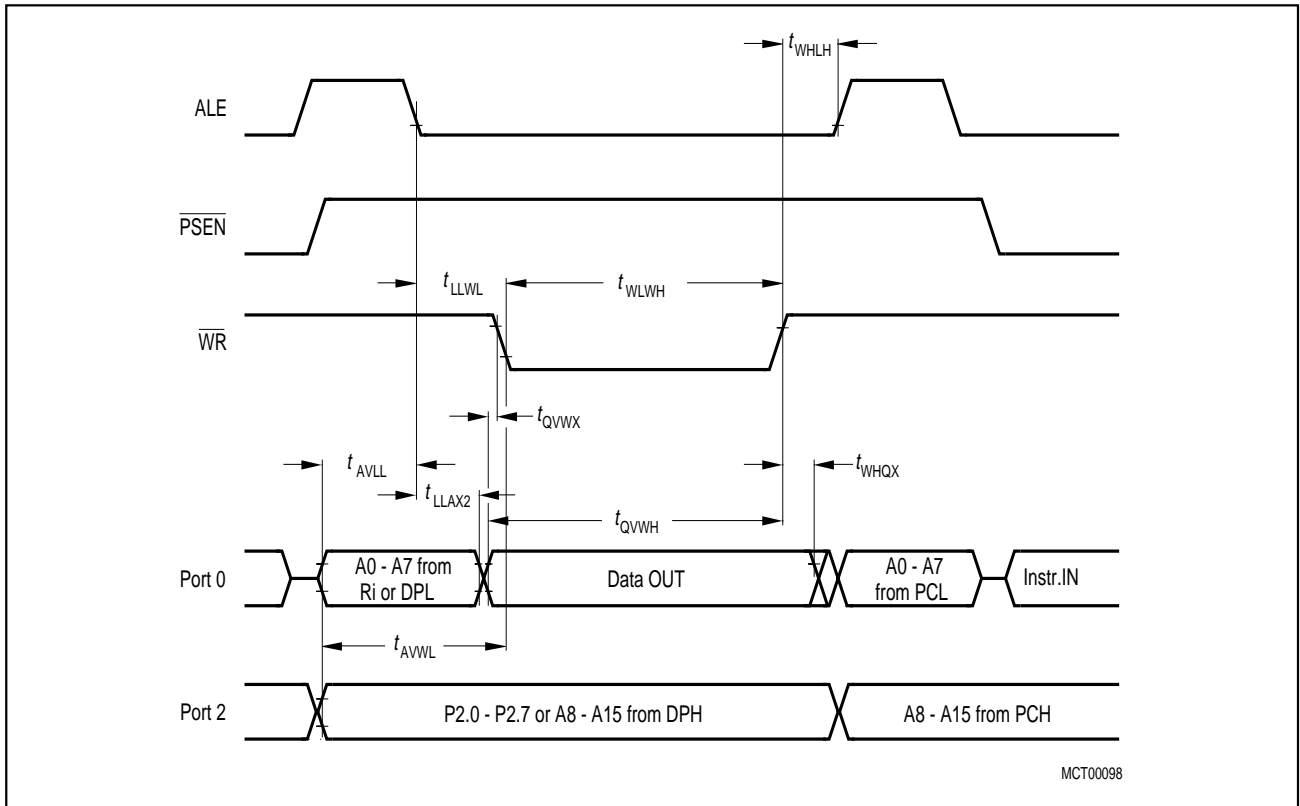 t WHLH
ALE
PSEN
t LLWL
t WLWH
WR
t QVWX
t AVLL
t WHQX
t LLAX2
t QVWH
Port 0
A0 - A7 from
Ri or DPL
Data OUT
A0 - A7
from PCL
Instr.IN
t AVWL
Port 2
P2.0 - P2.7 or A8 - A15 from DPH
A8 - A15 from PCH
MCT00098